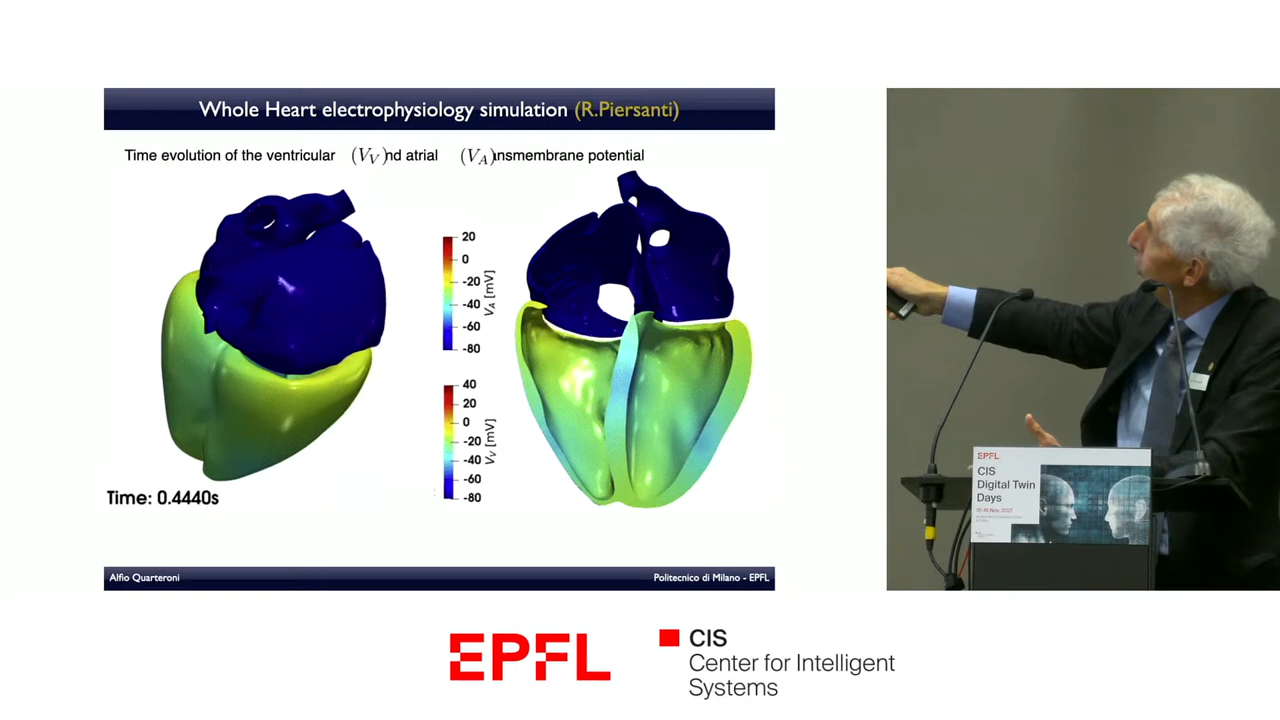 Whole Heart electrophysiology simulation (R.Piersanti)
Time evolution of the ventricular (V_V)nd atrial (V_A)ansmembrane potential
20
0
-20
-40
-60
-80
V_A [mV]
40
20
0
-20
-40
-60
-80
V_V [mV]
Time: 0.4440s
Alfio Quarteroni
Politecnico di Milano - EPFL
EPFL
CIS
Digital Twin
Days
EPFL
CIS
Center for Intelligent
Systems